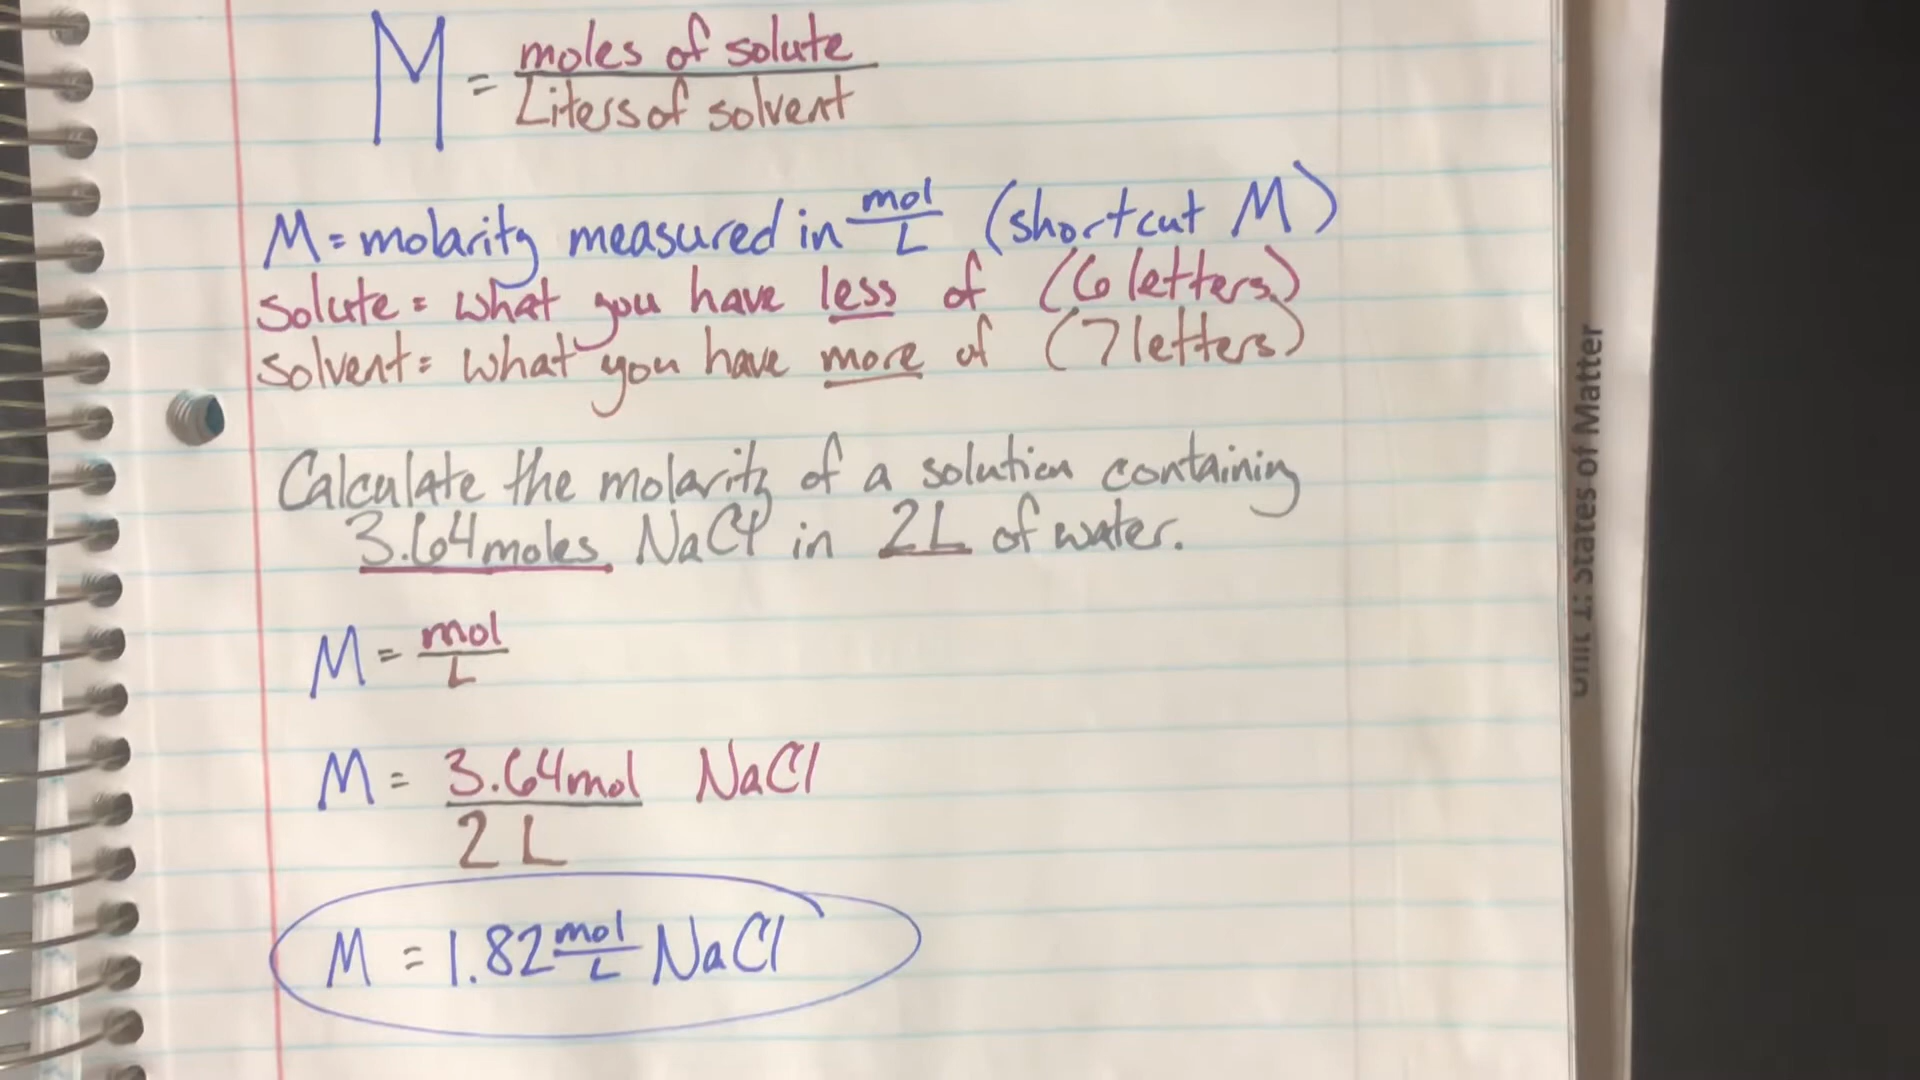 M = moles of solute
Liters of solvent
M = molarity measured in mol/L (shortcut M)
solute = what you have less of (6 letters)
solvent = what you have more of (7 letters)
Calculate the molarity of a solution containing
3.64 moles NaCl in 2L of water.
M = mol/L
M = 3.64mol NaCl
2 L
M = 1.82 mol/L NaCl
Unit 1: States of Matter